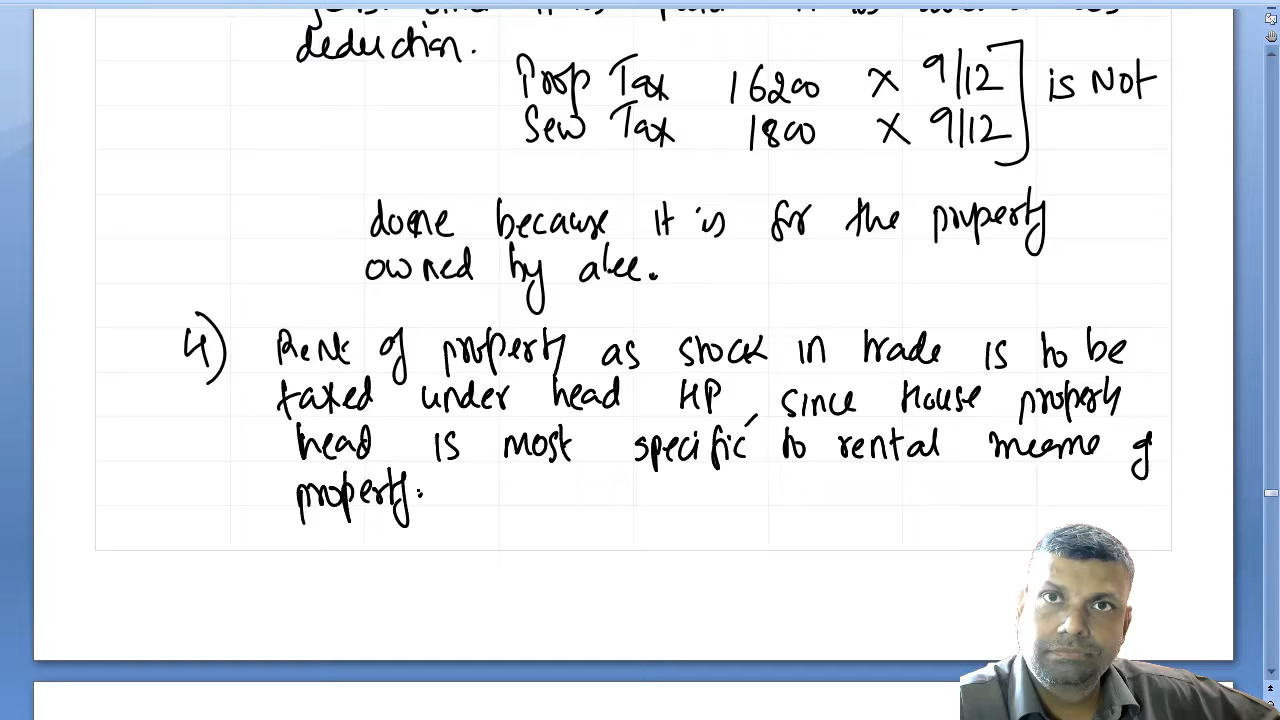 deduction.
Prop Tax 16200 X 9/12 ] is Not
Sew Tax 1800 X 9/12
done because it is for the property
owned by abee.
4) Rent of property as stock in trade is to be
taxed under head HP, since House property
head is most specific to rental income of
property.